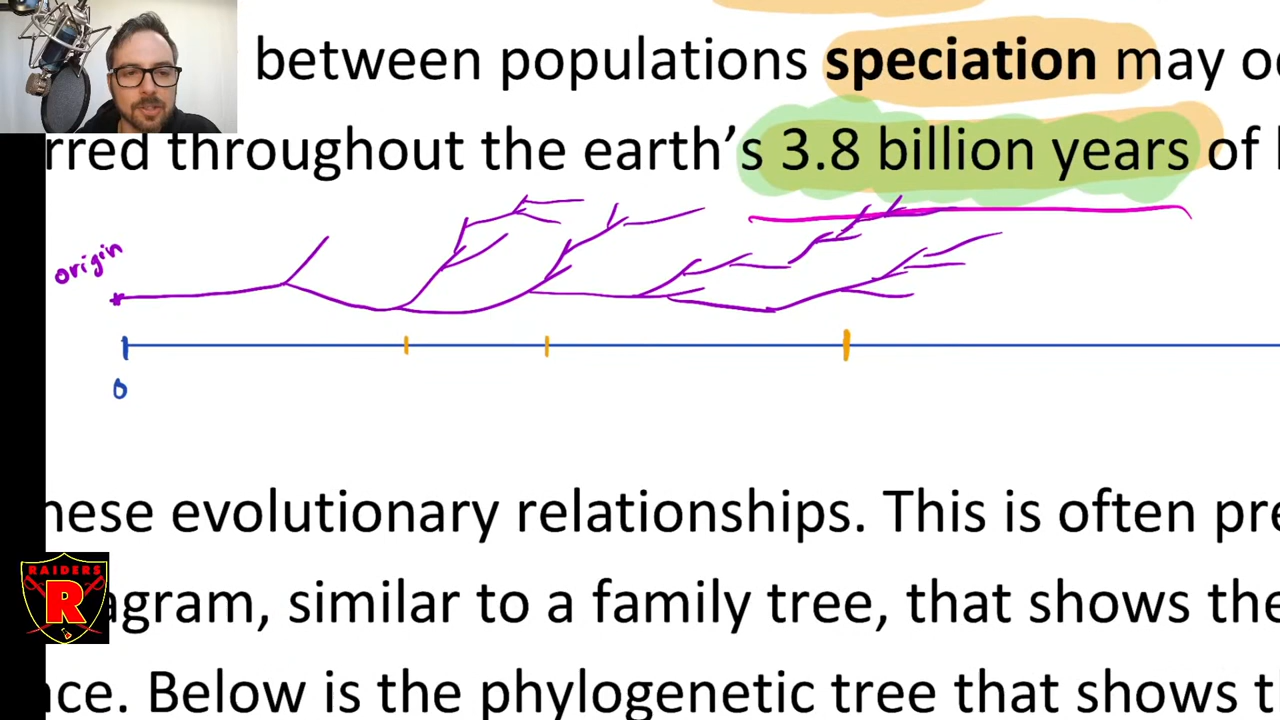 between populations speciation may oc
rred throughout the earth's 3.8 billion years of
origin
0
hese evolutionary relationships. This is often pre
agram, similar to a family tree, that shows the
RAIDERS
R
nce. Below is the phylogenetic tree that shows t